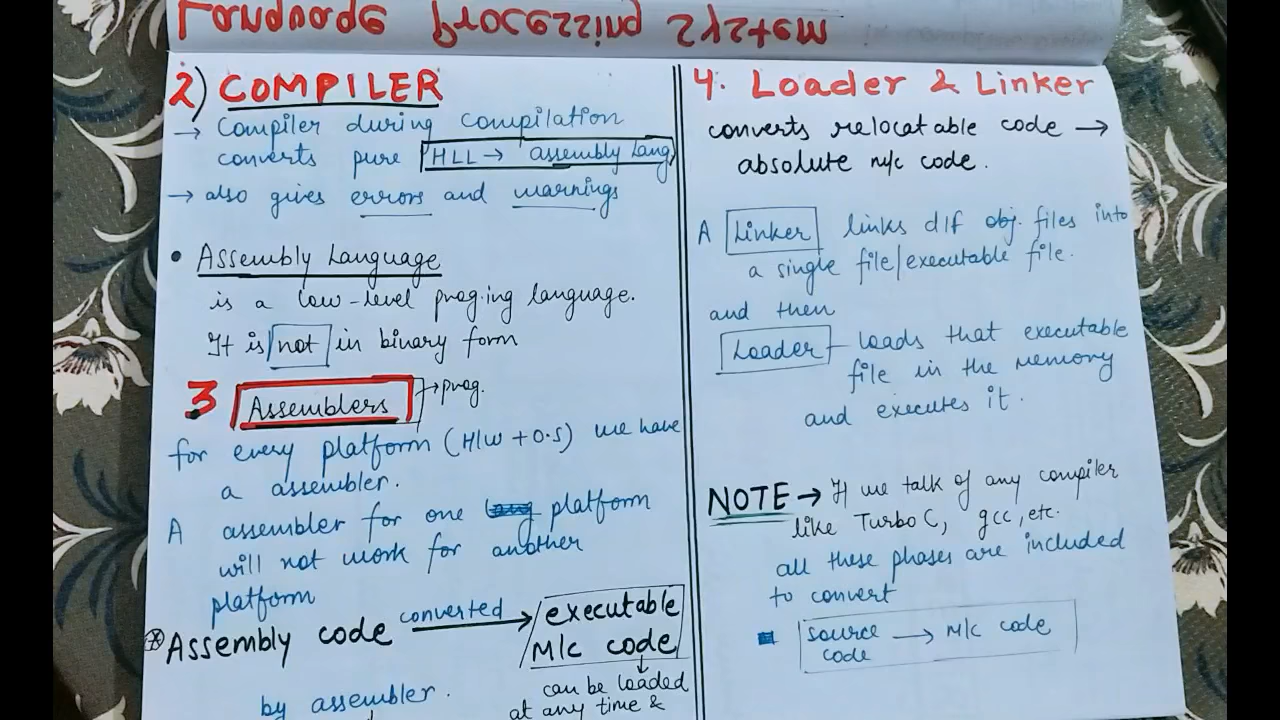 Language Processing System
2) COMPILER
→ Compiler during compilation
converts pure HLL → assembly lang
→ also gives errors and warnings
• Assembly Language
is a low-level prog.ing language.
It is not in binary form
3 Assemblers → prog.
for every platform (H/W + O.S) we have
a assembler.
A assembler for one platform
will not work for another
platform
* Assembly code converted → executable
M/c code
by assembler.
can be loaded
at any time &
4. Loader & Linker
converts relocatable code →
absolute m/c code.
A Linker links d/f obj. files into
a single file/executable file.
and then
Loader – loads that executable
file in the memory
and executes it.
NOTE → If we talk of any compiler
like Turbo C, gcc, etc.
all these phases are included
to convert
source code → M/c code